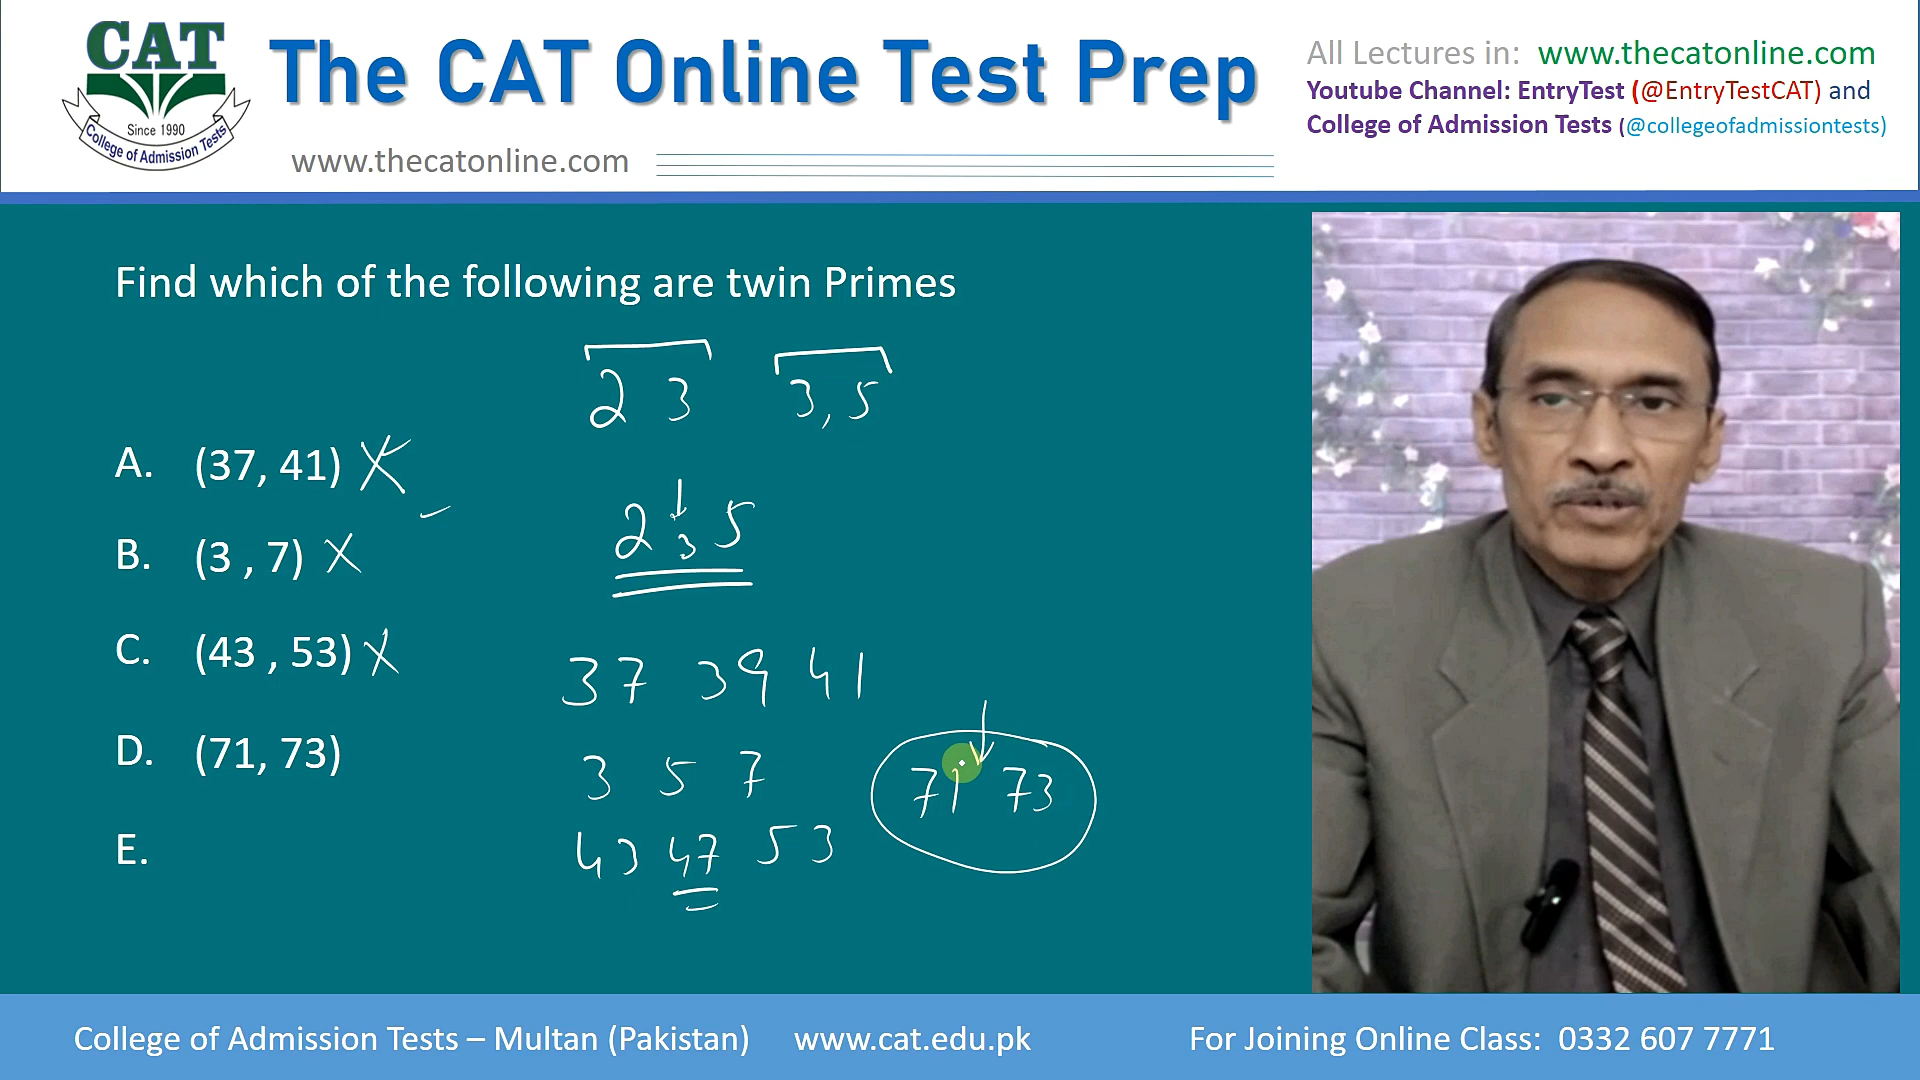 CAT
Since 1990
College of Admission Tests
The CAT Online Test Prep
www.thecatonline.com
All Lectures in: www.thecatonline.com
Youtube Channel: EntryTest (@EntryTestCAT) and
College of Admission Tests (@collegeofadmissiontests)
Find which of the following are twin Primes
2 3 3, 5
A. (37, 41) X
2 3 5
B. (3 , 7) X
C. (43 , 53) X
37 39 41
D. (71, 73)
3 5 7
71 73
E.
43 47 53
College of Admission Tests – Multan (Pakistan) www.cat.edu.pk For Joining Online Class: 0332 607 7771